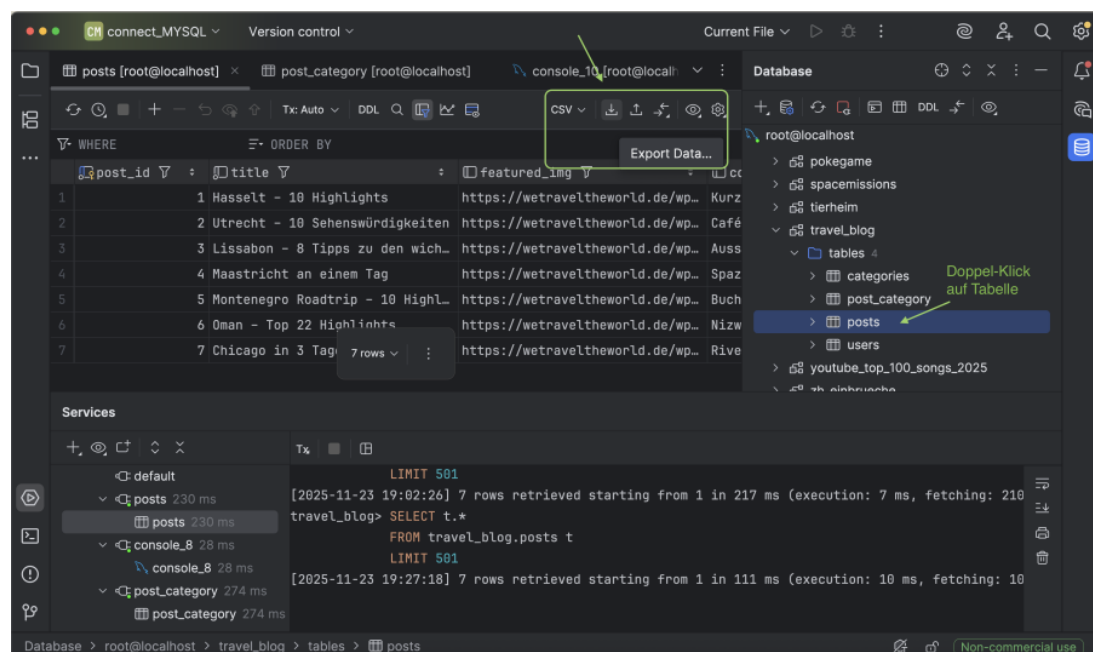 CM connect_MYSQL Version control Current File
posts [root@localhost] × post_category [root@localhost] console_10 [root@localh Database
Tx: Auto DDL CSV DDL
WHERE ORDER BY
Export Data...
post_id title featured_img
1 1 Hasselt – 10 Highlights https://wetraveltheworld.de/wp… Kurz
2 2 Utrecht – 10 Sehenswürdigkeiten https://wetraveltheworld.de/wp… Café
3 3 Lissabon – 8 Tipps zu den wich… https://wetraveltheworld.de/wp… Auss
4 4 Maastricht an einem Tag https://wetraveltheworld.de/wp… Spaz
5 5 Montenegro Roadtrip – 10 Highl… https://wetraveltheworld.de/wp… Buch
6 6 Oman – Top 22 Highlights https://wetraveltheworld.de/wp… Nizw
7 7 Chicago in 3 Tag https://wetraveltheworld.de/wp… Rive
7 rows
root@localhost
pokegame
spacemissions
tierheim
travel_blog
tables 4
categories
post_category
posts
users
youtube_top_100_songs_2025
zh_einbrueche
Doppel-Klick
auf Tabelle
Services
Tx
default
posts 230 ms
posts 230 ms
console_8 28 ms
console_8 28 ms
post_category 274 ms
post_category 274 ms
LIMIT 501
[2025-11-23 19:02:26] 7 rows retrieved starting from 1 in 217 ms (execution: 7 ms, fetching: 210
travel_blog> SELECT t.*
FROM travel_blog.posts t
LIMIT 501
[2025-11-23 19:27:18] 7 rows retrieved starting from 1 in 111 ms (execution: 10 ms, fetching: 10
Database > root@localhost > travel_blog > tables > posts Non-commercial use